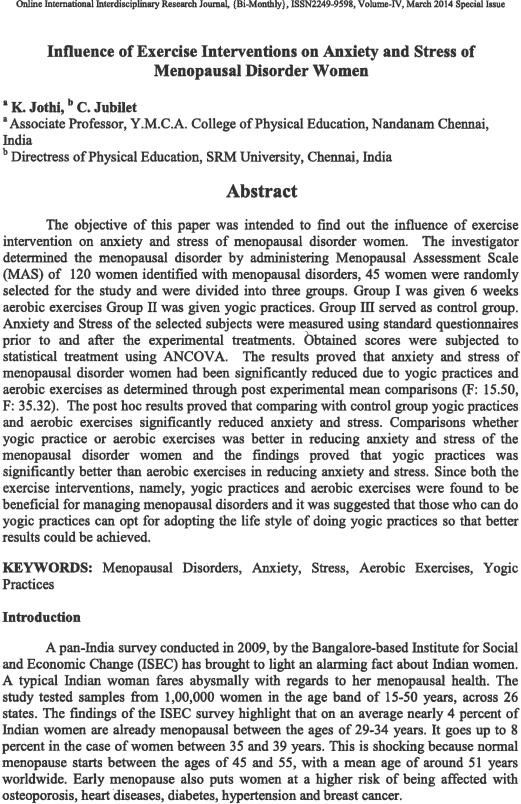 Online International Interdisciplinary Research Journal, {Bi-Monthly}, ISSN2249-9598, Volume-IV, March 2014 Special Issue
Influence of Exercise Interventions on Anxiety and Stress of
Menopausal Disorder Women
a K. Jothi, b C. Jubilet
a Associate Professor, Y.M.C.A. College of Physical Education, Nandanam Chennai,
India
b Directress of Physical Education, SRM University, Chennai, India
Abstract
The objective of this paper was intended to find out the influence of exercise
intervention on anxiety and stress of menopausal disorder women. The investigator
determined the menopausal disorder by administering Menopausal Assessment Scale
(MAS) of 120 women identified with menopausal disorders, 45 women were randomly
selected for the study and were divided into three groups. Group I was given 6 weeks
aerobic exercises Group II was given yogic practices. Group III served as control group.
Anxiety and Stress of the selected subjects were measured using standard questionnaires
prior to and after the experimental treatments. Obtained scores were subjected to
statistical treatment using ANCOVA. The results proved that anxiety and stress of
menopausal disorder women had been significantly reduced due to yogic practices and
aerobic exercises as determined through post experimental mean comparisons (F: 15.50,
F: 35.32). The post hoc results proved that comparing with control group yogic practices
and aerobic exercises significantly reduced anxiety and stress. Comparisons whether
yogic practice or aerobic exercises was better in reducing anxiety and stress of the
menopausal disorder women and the findings proved that yogic practices was
significantly better than aerobic exercises in reducing anxiety and stress. Since both the
exercise interventions, namely, yogic practices and aerobic exercises were found to be
beneficial for managing menopausal disorders and it was suggested that those who can do
yogic practices can opt for adopting the life style of doing yogic practices so that better
results could be achieved.
KEYWORDS: Menopausal Disorders, Anxiety, Stress, Aerobic Exercises, Yogic
Practices
Introduction
A pan-India survey conducted in 2009, by the Bangalore-based Institute for Social
and Economic Change (ISEC) has brought to light an alarming fact about Indian women.
A typical Indian woman fares abysmally with regards to her menopausal health. The
study tested samples from 1,00,000 women in the age band of 15-50 years, across 26
states. The findings of the ISEC survey highlight that on an average nearly 4 percent of
Indian women are already menopausal between the ages of 29-34 years. It goes up to 8
percent in the case of women between 35 and 39 years. This is shocking because normal
menopause starts between the ages of 45 and 55, with a mean age of around 51 years
worldwide. Early menopause also puts women at a higher risk of being affected with
osteoporosis, heart diseases, diabetes, hypertension and breast cancer.